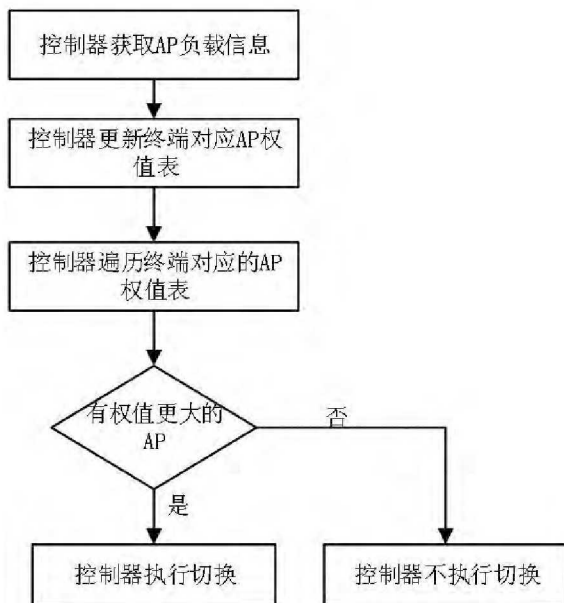 控制器获取AP负载信息
控制器更新终端对应AP权
值表
控制器遍历终端对应的AP
权值表
有权值更大的
AP
否
是
控制器执行切换
控制器不执行切换